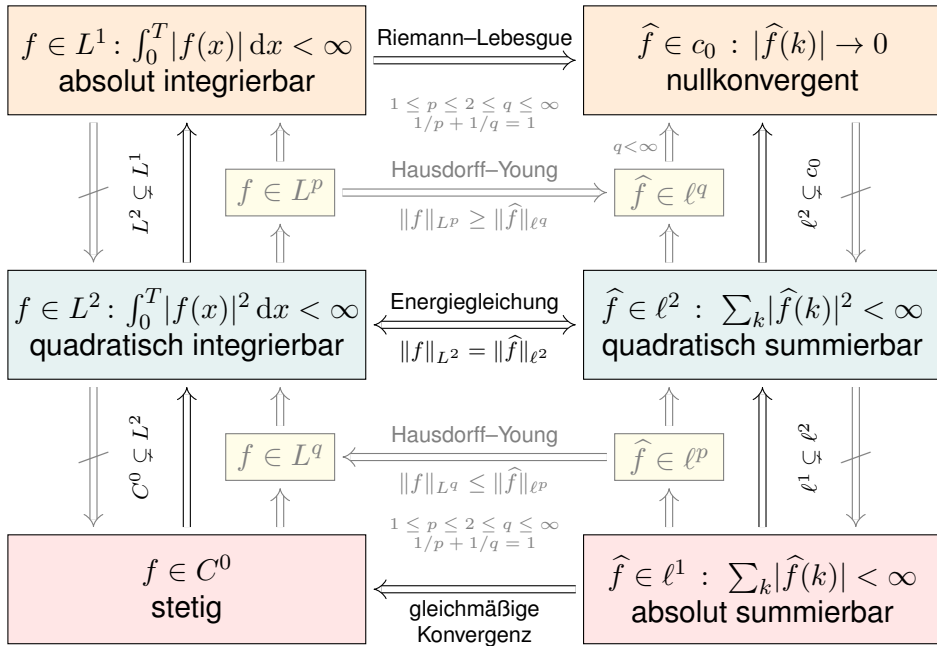 f ∈ L¹ : ∫₀ᵀ |f(x)| dx < ∞
absolut integrierbar
Riemann–Lebesgue
f̂ ∈ c₀ : |f̂(k)| → 0
nullkonvergent
1 ≤ p ≤ 2 ≤ q ≤ ∞
1/p + 1/q = 1
L² ⊊ L¹
f ∈ Lᵖ
Hausdorff–Young
‖f‖_{Lᵖ} ≥ ‖f̂‖_{ℓ^q}
q<∞
f̂ ∈ ℓ^q
ℓ² ⊊ c₀
f ∈ L² : ∫₀ᵀ |f(x)|² dx < ∞
quadratisch integrierbar
Energiegleichung
‖f‖_{L²} = ‖f̂‖_{ℓ²}
f̂ ∈ ℓ² : ∑ₖ|f̂(k)|² < ∞
quadratisch summierbar
C⁰ ⊊ L²
f ∈ L^q
Hausdorff–Young
‖f‖_{L^q} ≤ ‖f̂‖_{ℓᵖ}
f̂ ∈ ℓᵖ
ℓ¹ ⊊ ℓ²
1 ≤ p ≤ 2 ≤ q ≤ ∞
1/p + 1/q = 1
f ∈ C⁰
stetig
gleichmäßige
Konvergenz
f̂ ∈ ℓ¹ : ∑ₖ|f̂(k)| < ∞
absolut summierbar